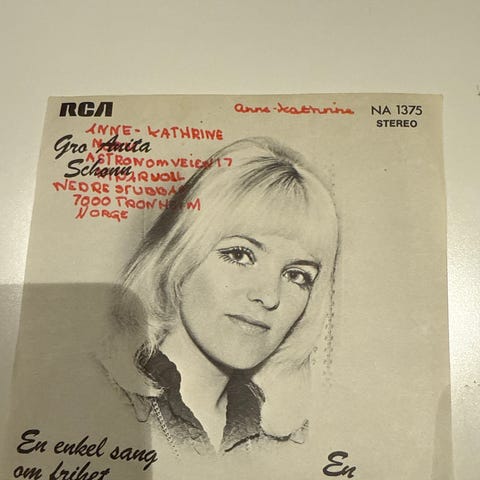 RCA
anne-kathrine
NA 1375
STEREO
Gro Anita
Schønn
ANNE-KATHRINE
ASTRONOMVEIEN 17
NEDRE STUBBAN
7000 TRONHEIM
NORGE
En enkel sang
om frihet
En